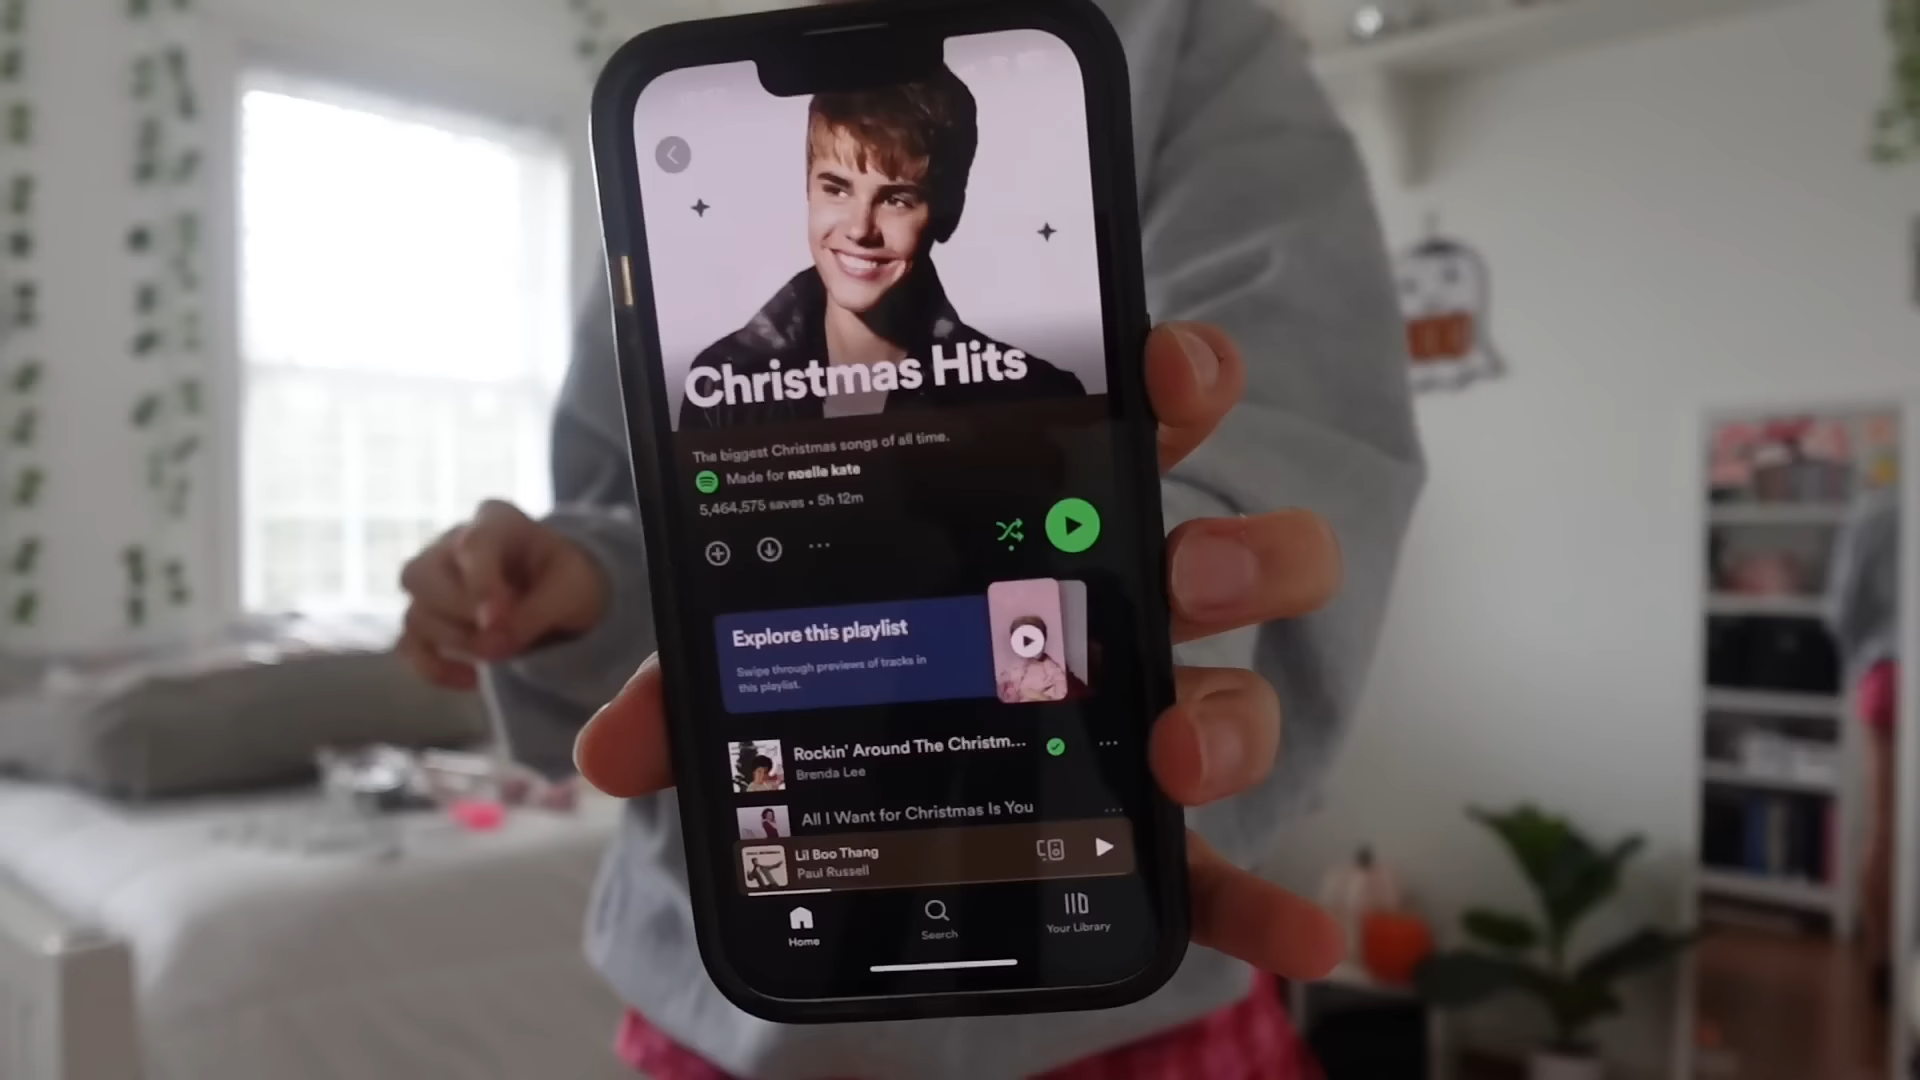 Christmas Hits
The biggest Christmas songs of all time.
Made for noelle kate
5,464,575 saves • 5h 12m
Explore this playlist
Swipe through previews of tracks in
this playlist.
Rockin' Around The Christm...
Brenda Lee
All I Want for Christmas Is You
Lil Boo Thang
Paul Russell
Home
Search
Your Library